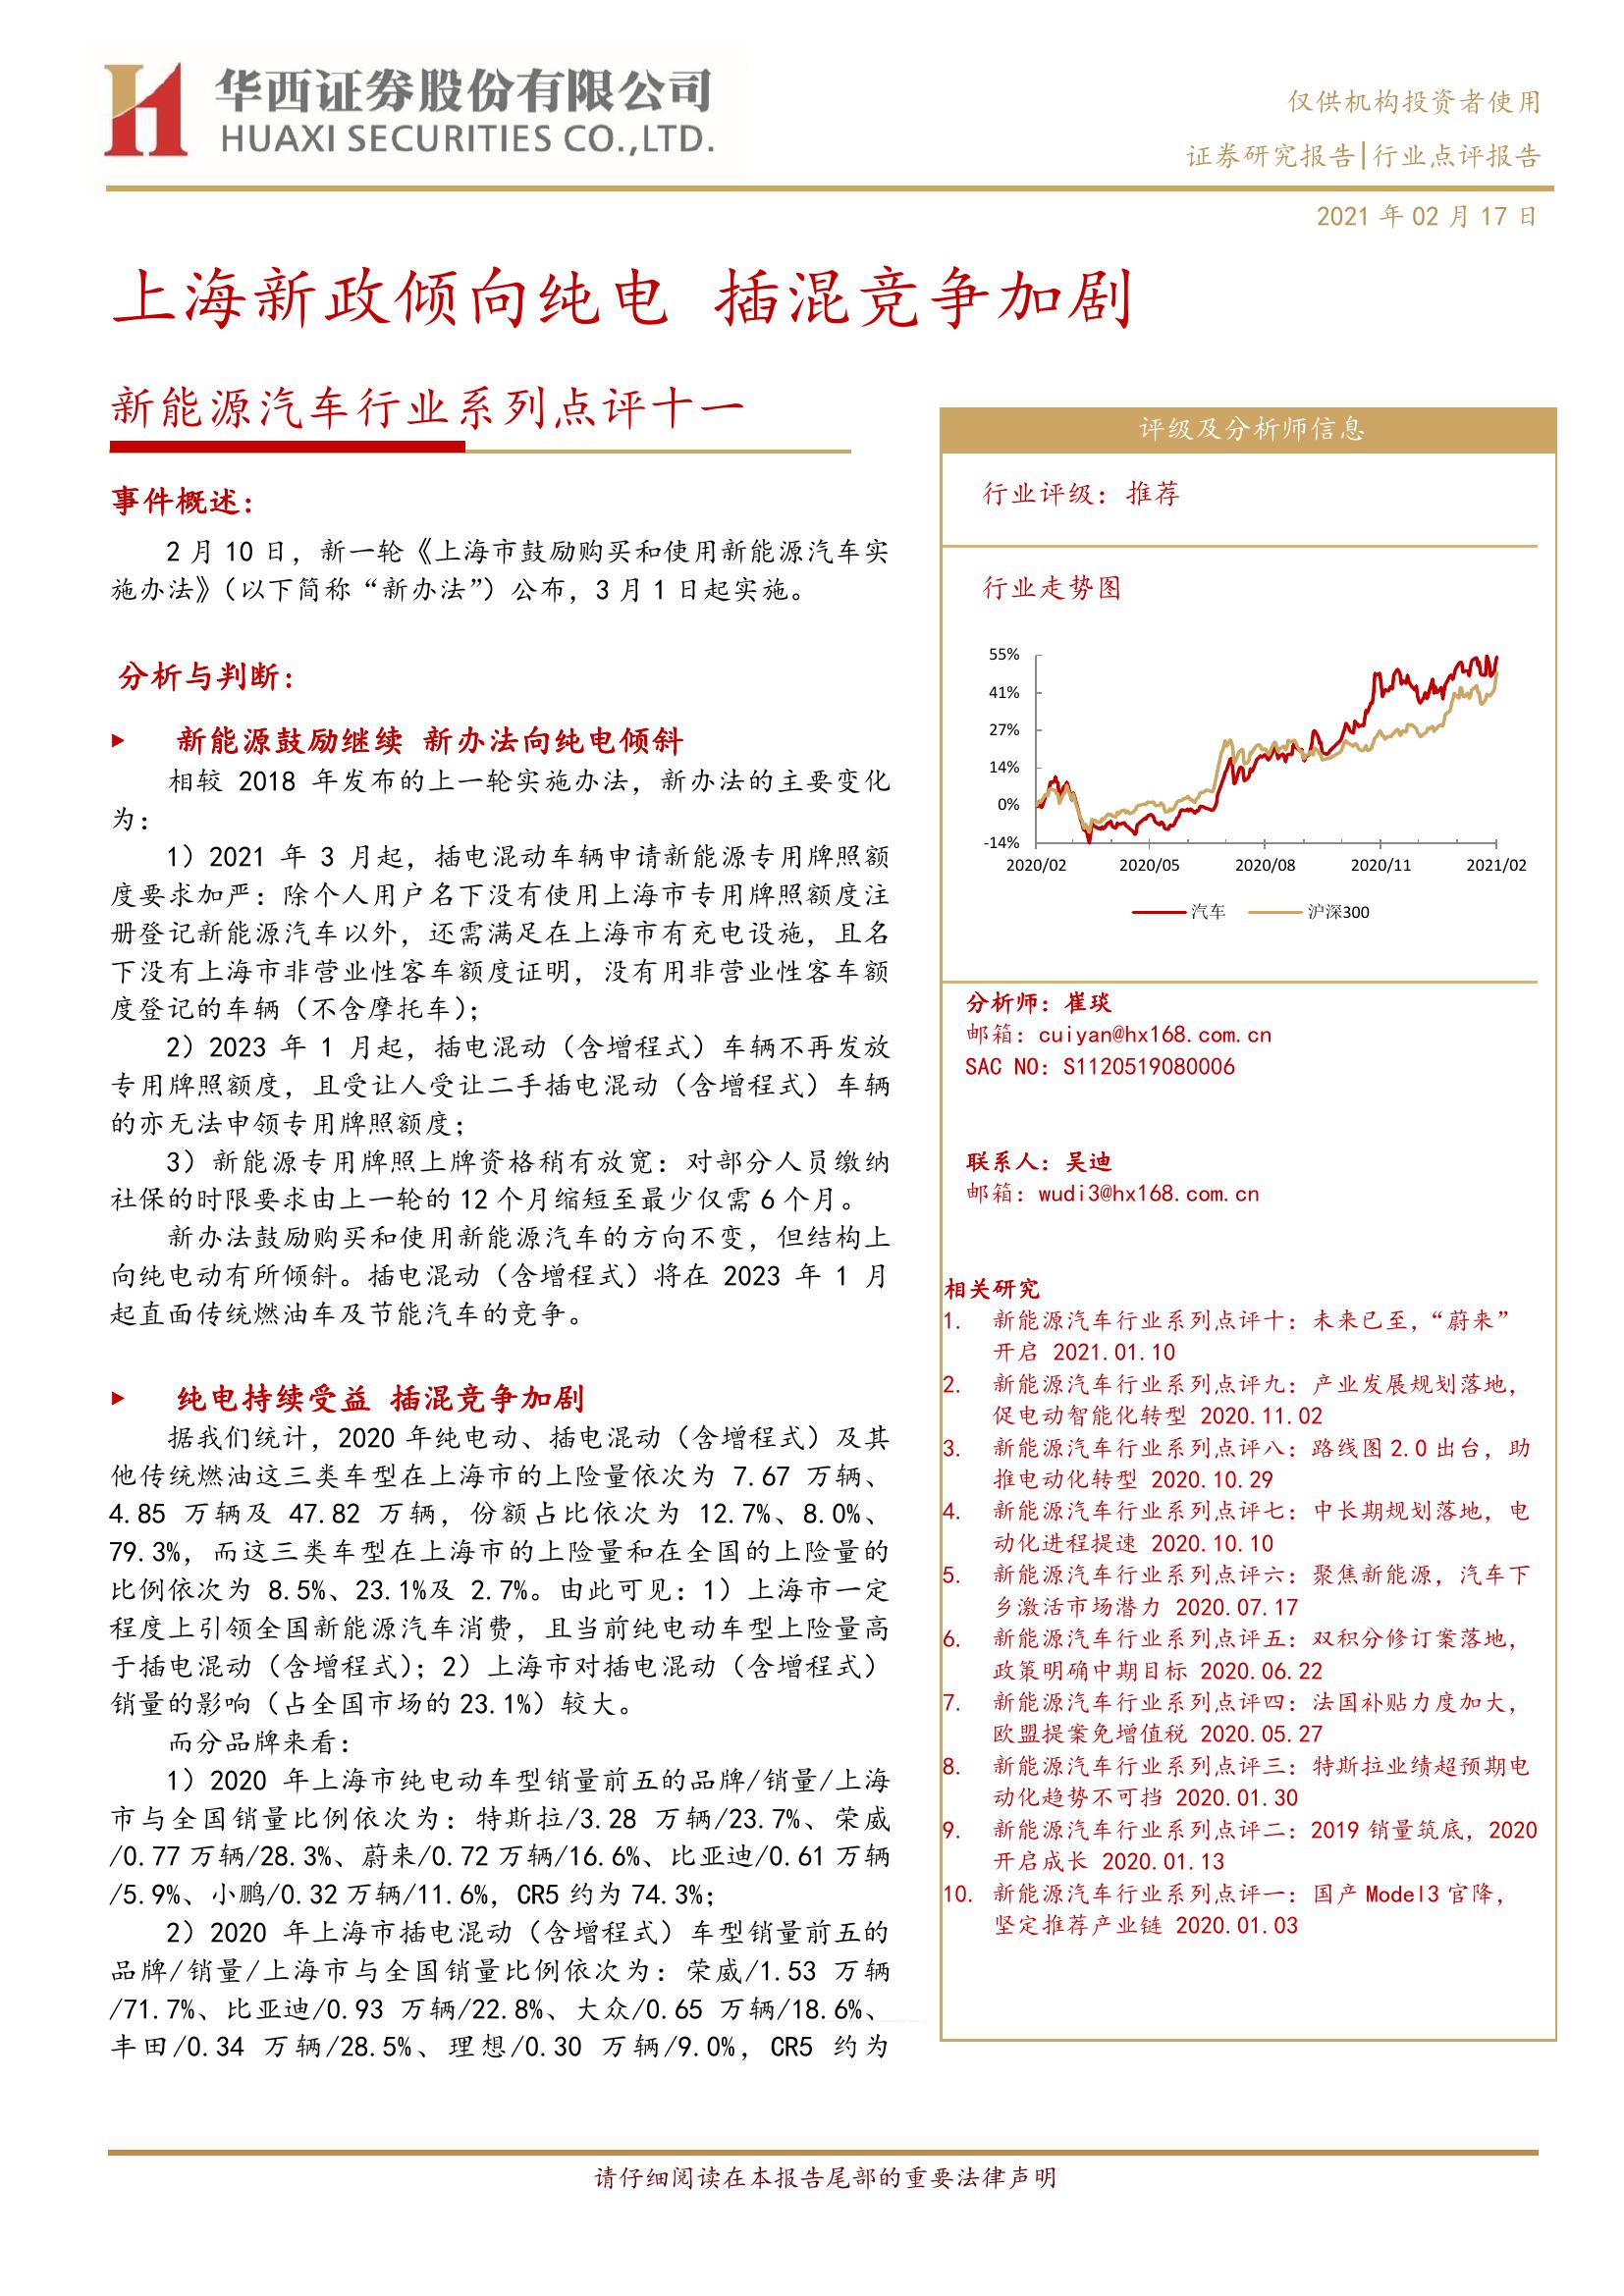 华西证券股份有限公司
HUAXI SECURITIES CO.,LTD.
仅供机构投资者使用
证券研究报告|行业点评报告
2021 年 02 月 17 日
上海新政倾向纯电 插混竞争加剧
新能源汽车行业系列点评十一
事件概述：
2 月 10 日，新一轮《上海市鼓励购买和使用新能源汽车实
施办法》（以下简称“新办法”）公布，3 月 1 日起实施。
分析与判断：
新能源鼓励继续 新办法向纯电倾斜
相较 2018 年发布的上一轮实施办法，新办法的主要变化
为：
1）2021 年 3 月起，插电混动车辆申请新能源专用牌照额
度要求加严：除个人用户名下没有使用上海市专用牌照额度注
册登记新能源汽车以外，还需满足在上海市有充电设施，且名
下没有上海市非营业性客车额度证明，没有用非营业性客车额
度登记的车辆（不含摩托车）；
2）2023 年 1 月起，插电混动（含增程式）车辆不再发放
专用牌照额度，且受让人受让二手插电混动（含增程式）车辆
的亦无法申领专用牌照额度；
3）新能源专用牌照上牌资格稍有放宽：对部分人员缴纳
社保的时限要求由上一轮的 12 个月缩短至最少仅需 6 个月。
新办法鼓励购买和使用新能源汽车的方向不变，但结构上
向纯电动有所倾斜。插电混动（含增程式）将在 2023 年 1 月
起直面传统燃油车及节能汽车的竞争。
纯电持续受益 插混竞争加剧
据我们统计，2020 年纯电动、插电混动（含增程式）及其
他传统燃油这三类车型在上海市的上险量依次为 7.67 万辆、
4.85 万辆及 47.82 万辆，份额占比依次为 12.7%、8.0%、
79.3%，而这三类车型在上海市的上险量和在全国的上险量的
比例依次为 8.5%、23.1%及 2.7%。由此可见：1）上海市一定
程度上引领全国新能源汽车消费，且当前纯电动车型上险量高
于插电混动（含增程式）；2）上海市对插电混动（含增程式）
销量的影响（占全国市场的 23.1%）较大。
而分品牌来看：
1）2020 年上海市纯电动车型销量前五的品牌/销量/上海
市与全国销量比例依次为：特斯拉/3.28 万辆/23.7%、荣威
/0.77 万辆/28.3%、蔚来/0.72 万辆/16.6%、比亚迪/0.61 万辆
/5.9%、小鹏/0.32 万辆/11.6%，CR5 约为 74.3%；
2）2020 年上海市插电混动（含增程式）车型销量前五的
品牌/销量/上海市与全国销量比例依次为：荣威/1.53 万辆
/71.7%、比亚迪/0.93 万辆/22.8%、大众/0.65 万辆/18.6%、
丰田/0.34 万辆/28.5%、理想/0.30 万辆/9.0%，CR5 约为
评级及分析师信息
行业评级：推荐
行业走势图
55%
41%
27%
14%
0%
-14%
2020/02 2020/05 2020/08 2020/11 2021/02
汽车 沪深300
分析师：崔琰
邮箱：cuiyan@hx168.com.cn
SAC NO：S1120519080006
联系人：吴迪
邮箱：wudi3@hx168.com.cn
相关研究
1. 新能源汽车行业系列点评十：未来已至，“蔚来”
开启 2021.01.10
2. 新能源汽车行业系列点评九：产业发展规划落地，
促电动智能化转型 2020.11.02
3. 新能源汽车行业系列点评八：路线图 2.0 出台，助
推电动化转型 2020.10.29
4. 新能源汽车行业系列点评七：中长期规划落地，电
动化进程提速 2020.10.10
5. 新能源汽车行业系列点评六：聚焦新能源，汽车下
乡激活市场潜力 2020.07.17
6. 新能源汽车行业系列点评五：双积分修订案落地，
政策明确中期目标 2020.06.22
7. 新能源汽车行业系列点评四：法国补贴力度加大，
欧盟提案免增值税 2020.05.27
8. 新能源汽车行业系列点评三：特斯拉业绩超预期电
动化趋势不可挡 2020.01.30
9. 新能源汽车行业系列点评二：2019 销量筑底，2020
开启成长 2020.01.13
10. 新能源汽车行业系列点评一：国产 Model3 官降，
坚定推荐产业链 2020.01.03
请仔细阅读在本报告尾部的重要法律声明